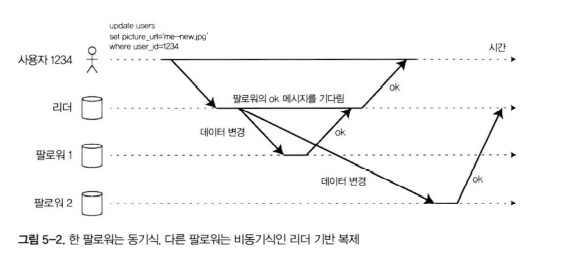 update users
set picture_url='me-new.jpg'
where user_id=1234
시간
사용자 1234
ok
리더
팔로워의 ok 메시지를 기다림
데이터 변경
ok
팔로워 1
데이터 변경
ok
팔로워 2
그림 5-2. 한 팔로워는 동기식, 다른 팔로워는 비동기식인 리더 기반 복제